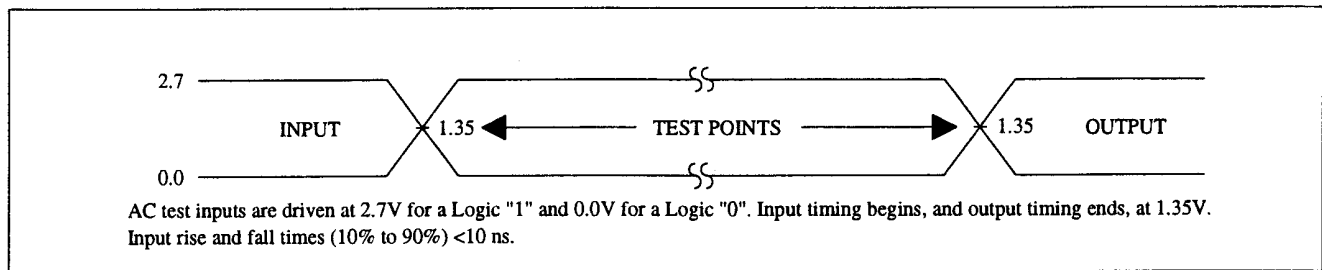 2.7
INPUT 1.35 TEST POINTS 1.35 OUTPUT
0.0
AC test inputs are driven at 2.7V for a Logic "1" and 0.0V for a Logic "0". Input timing begins, and output timing ends, at 1.35V.
Input rise and fall times (10% to 90%) <10 ns.